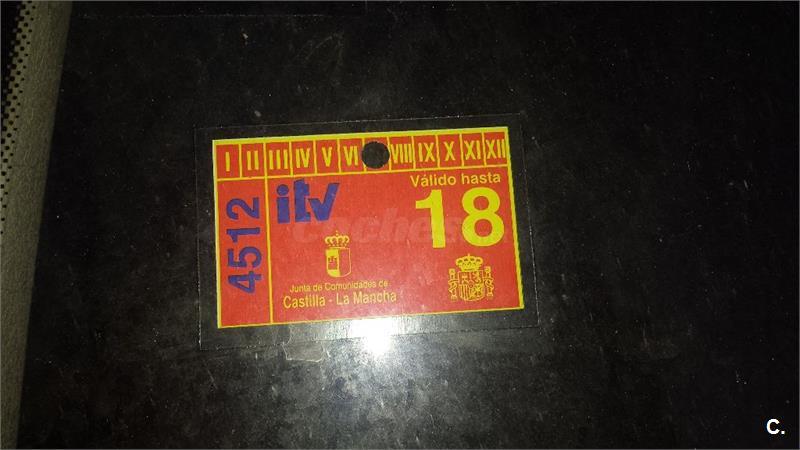 I II III IV V VI VIII IX X XI XII
4512
itv
Válido hasta
18
Junta de Comunidades de
Castilla - La Mancha
C.